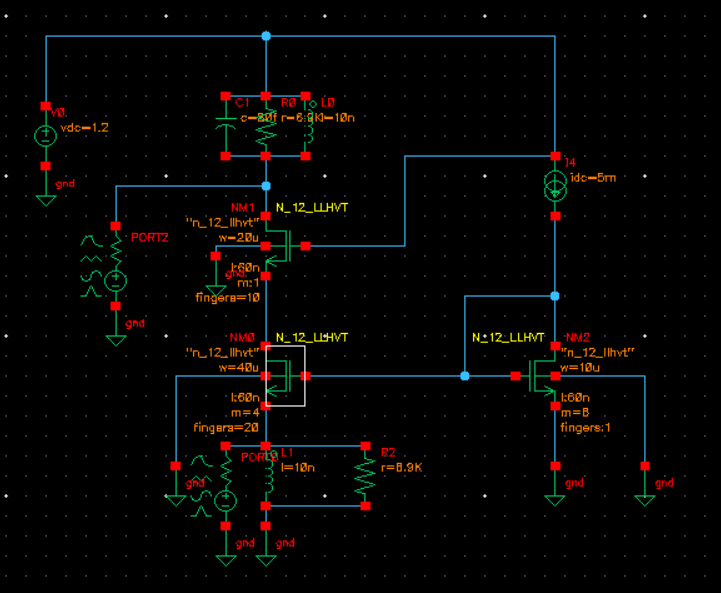 V0
vdc=1.2
gnd
C1
R0
L0
r=6.9K
l=10n
I4
idc=5m
PORT2
gnd
NM1
N_12_LLHVT
"n_12_llhvt"
w=20u
gnd
l:60n
m:1
fingers=10
NM0
N_12_LLHVT
"n_12_llhvt"
w=40u
l:60n
m=4
fingers=20
N_12_LLHVT
NM2
"n_12_llhvt"
w=10u
l:60n
m=8
fingers:1
L1
l=10n
R2
r=6.9K
gnd
gnd
gnd
gnd
gnd